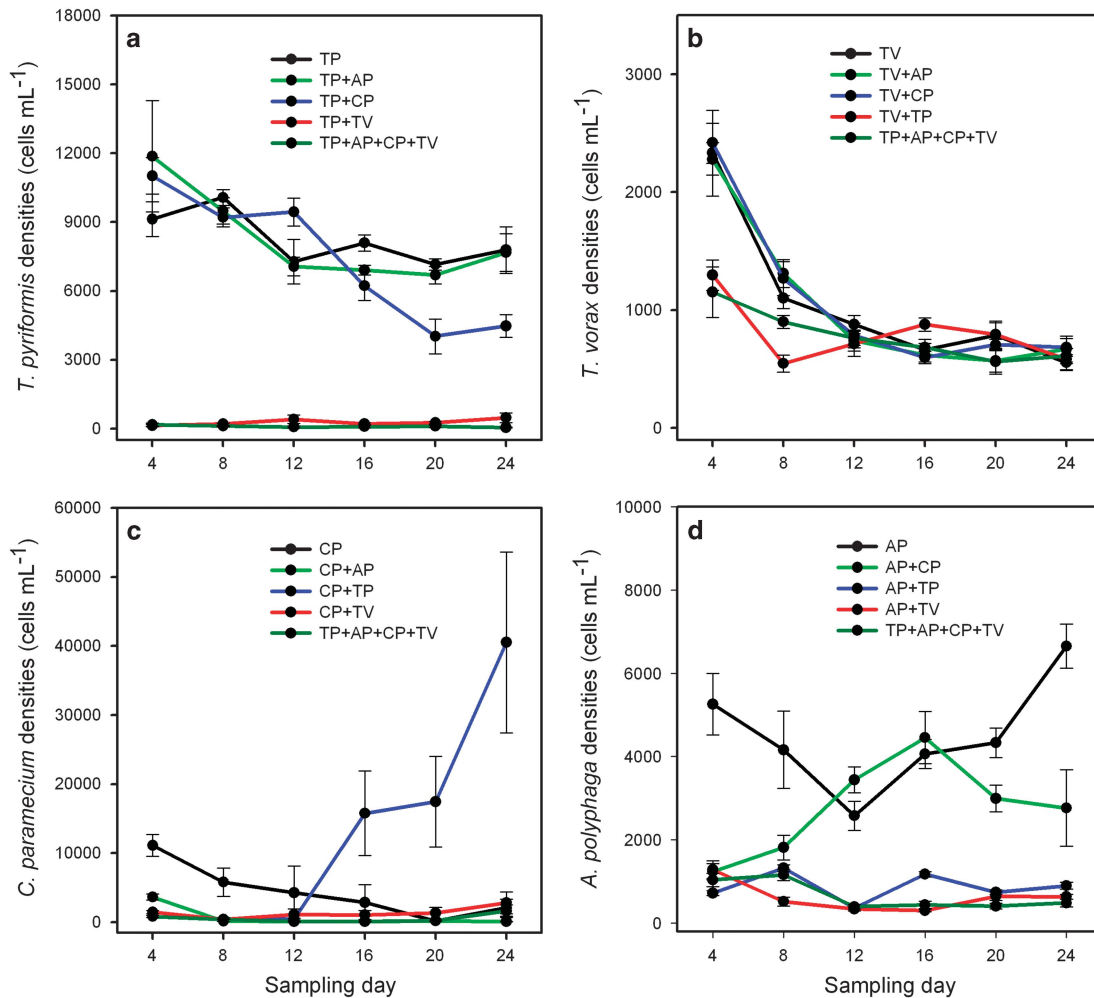 a
18000
15000
12000
9000
6000
3000
0
T. pyriformis densities (cells mL⁻¹)
TP
TP+AP
TP+CP
TP+TV
TP+AP+CP+TV
4 8 12 16 20 24
b
3000
2000
1000
0
T. vorax densities (cells mL⁻¹)
TV
TV+AP
TV+CP
TV+TP
TP+AP+CP+TV
4 8 12 16 20 24
c
60000
50000
40000
30000
20000
10000
0
C. paramecium densities (cells mL⁻¹)
CP
CP+AP
CP+TP
CP+TV
TP+AP+CP+TV
4 8 12 16 20 24
Sampling day
d
10000
8000
6000
4000
2000
0
A. polyphaga densities (cells mL⁻¹)
AP
AP+CP
AP+TP
AP+TV
TP+AP+CP+TV
4 8 12 16 20 24
Sampling day